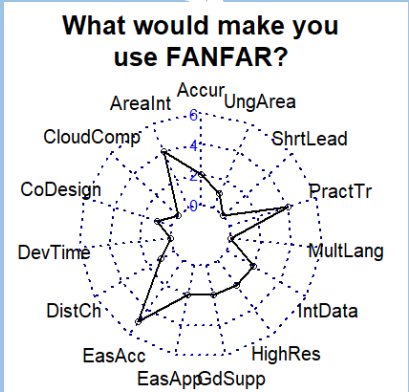 What would make you
use FANFAR?
Accur
AreaInt
UngArea
CloudComp
ShrtLead
6
4
2
0
CoDesign
PractTr
DevTime
MultLang
DistCh
IntData
EasAcc
HighRes
EasApp
GdSupp